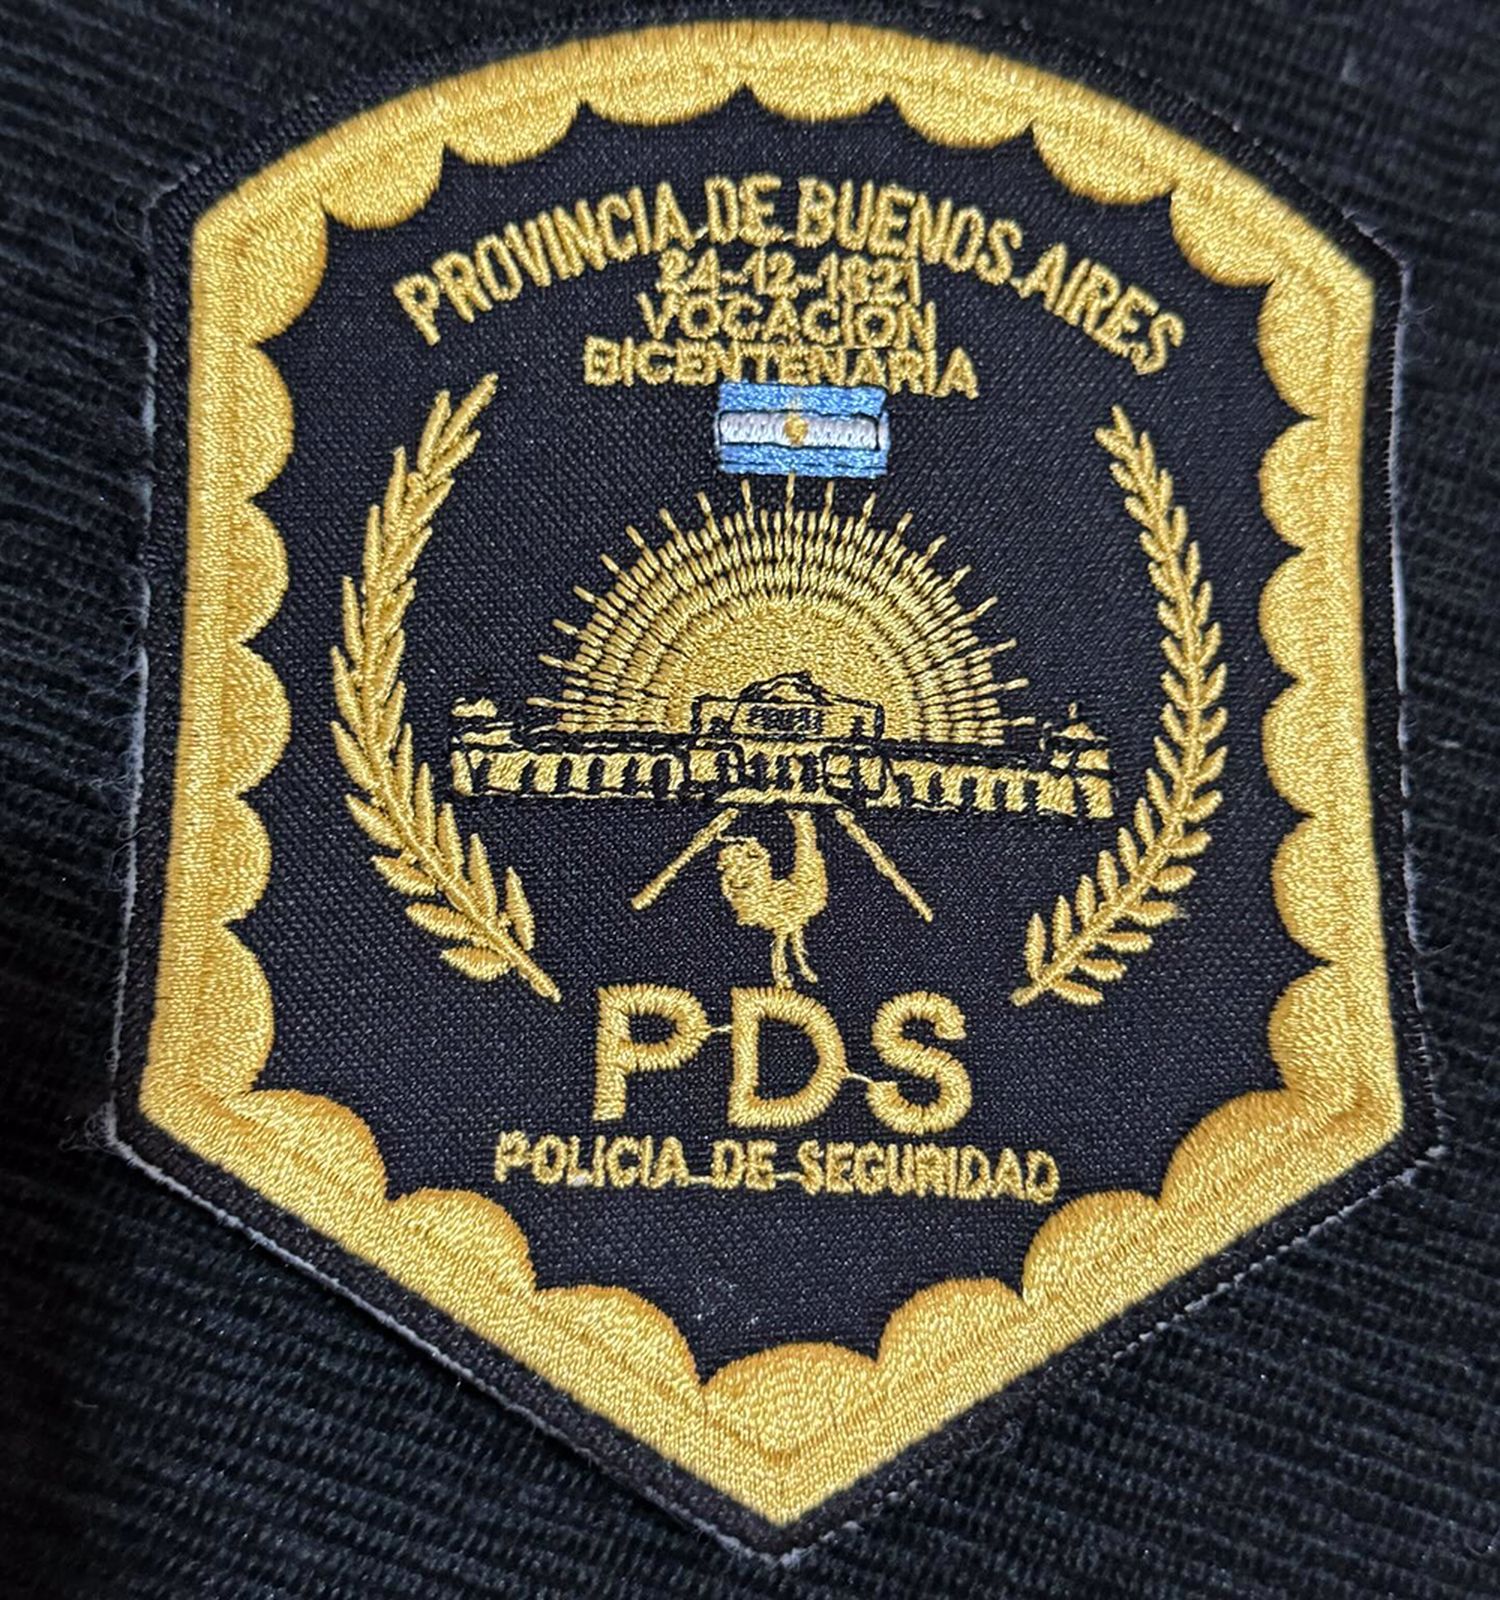 PROVINCIA DE BUENOS AIRES
24-12-1821
VOCACION
BICENTENARIA
PDS
POLICIA DE SEGURIDAD